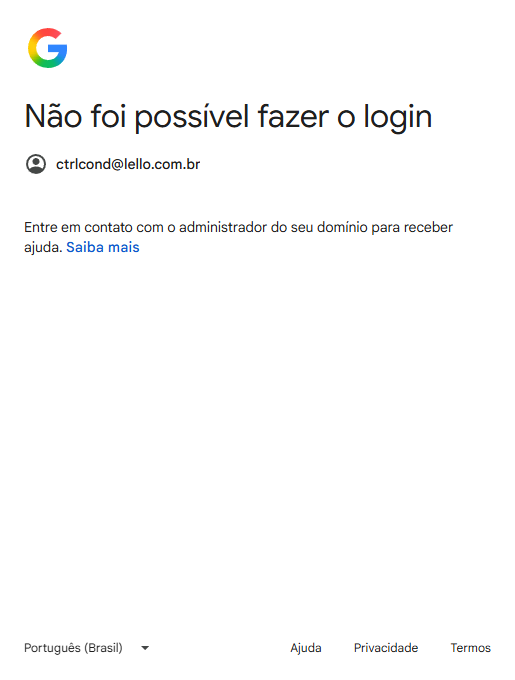 Não foi possível fazer o login
ctrlcond@lello.com.br
Entre em contato com o administrador do seu domínio para receber
ajuda. Saiba mais
Português (Brasil)
Ajuda
Privacidade
Termos